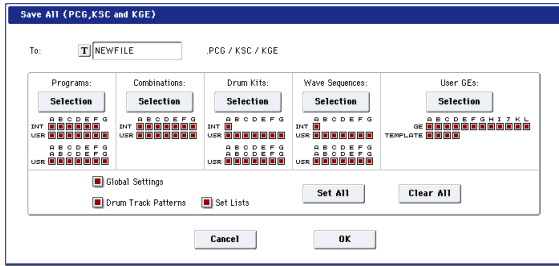 Save All (PCG,KSC and KGE)
To: T NEWFILE .PCG / KSC / KGE
Programs: Combinations: Drum Kits: Wave Sequences: User GEs:
Selection Selection Selection Selection Selection
A B C D E F G A B C D E F G A B C D E F G A B C D E F G A B C D E F G H I J K L
INT INT INT GE
USR USR USR TEMPLATE
A B C D E F G A B C D E F G A B C D E F G
A B C D E F G A B C D E F G A B C D E F G
USR USR USR
Global Settings
Drum Track Patterns Set Lists Set All Clear All
Cancel OK